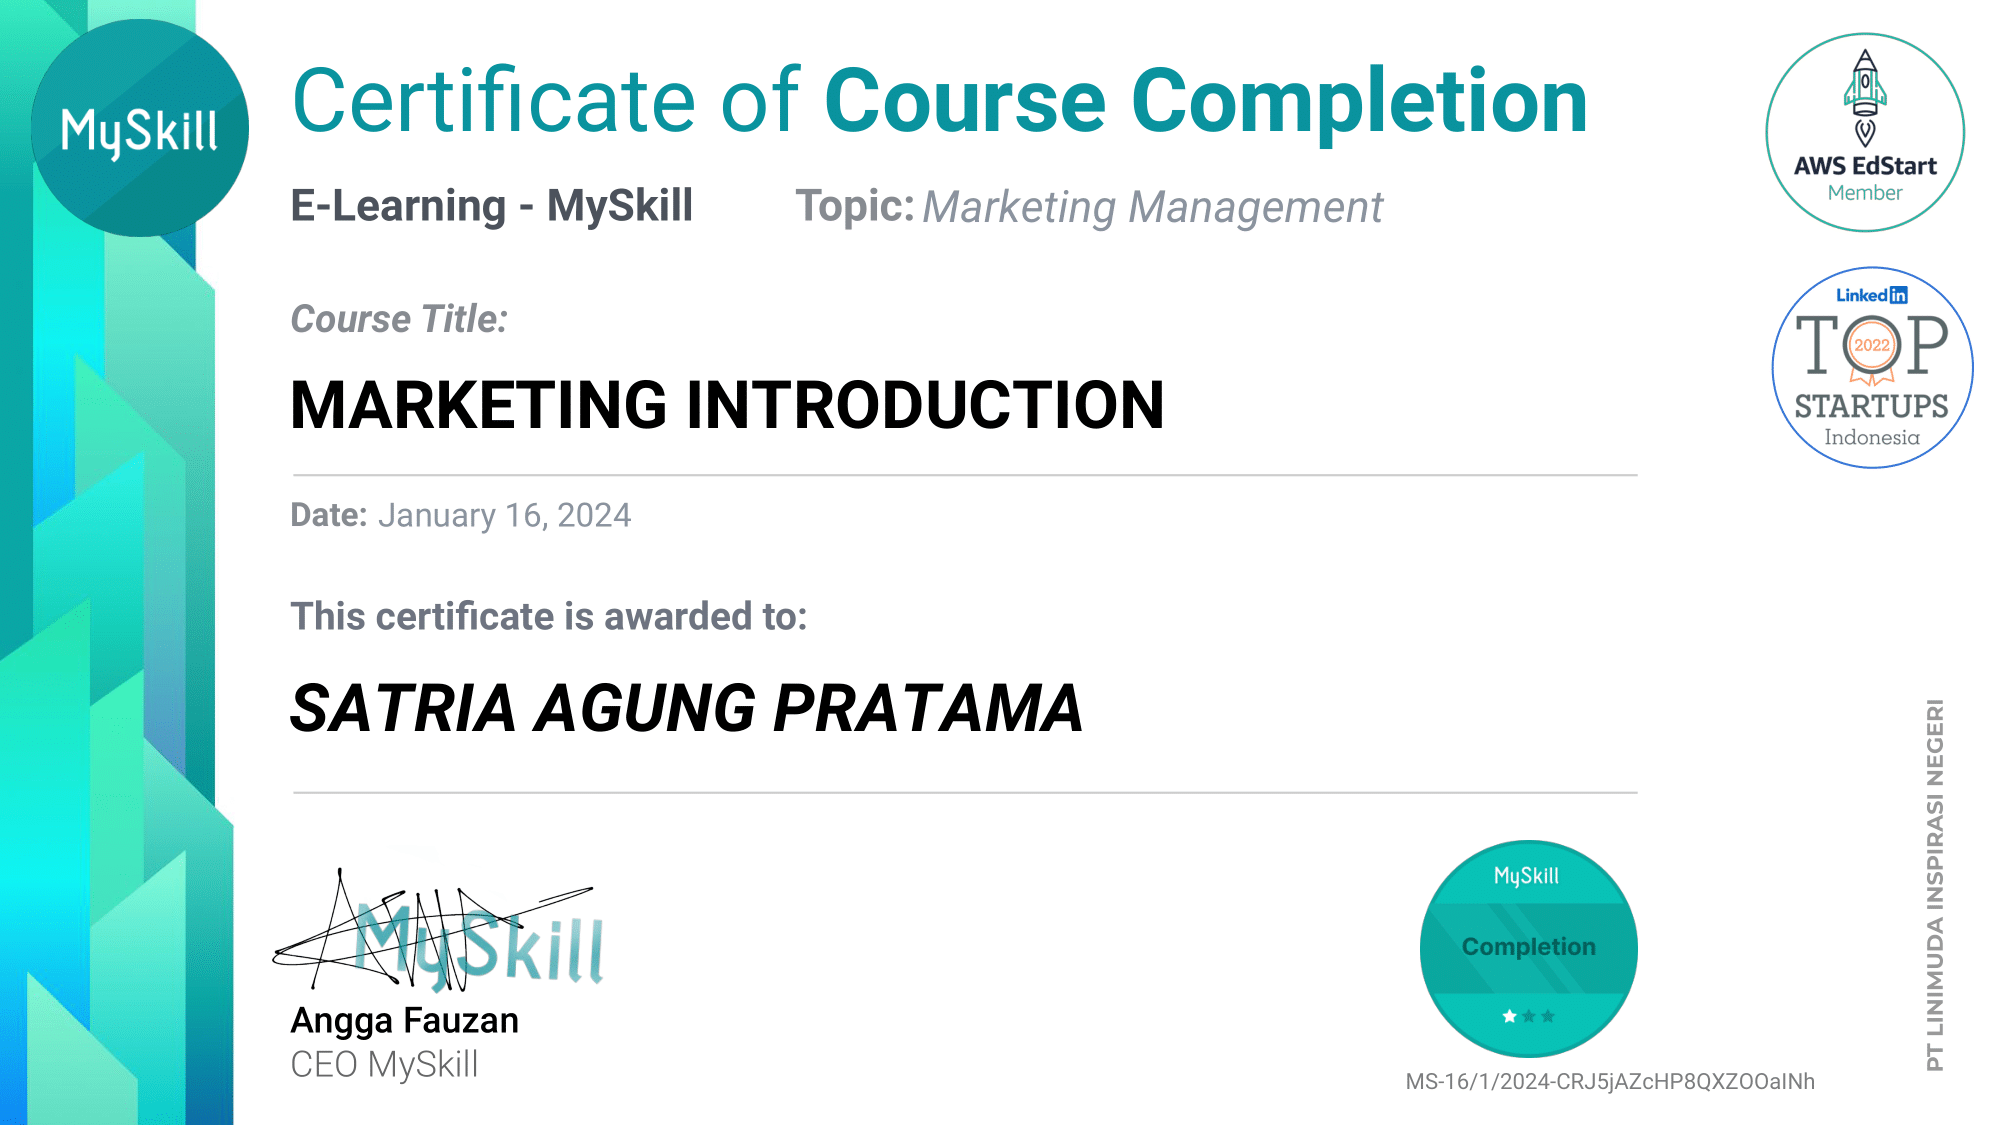 MySkill
Certificate of Course Completion
E-Learning - MySkill
Topic: Marketing Management
AWS EdStart
Member
Linked in
TOP
2022
STARTUPS
Indonesia
Course Title:
MARKETING INTRODUCTION
Date: January 16, 2024
This certificate is awarded to:
SATRIA AGUNG PRATAMA
MySkill
Angga Fauzan
CEO MySkill
MySkill
Completion
MS-16/1/2024-CRJ5jAZcHP8QXZOOaINh
PT LINIMUDA INSPIRASI NEGERI